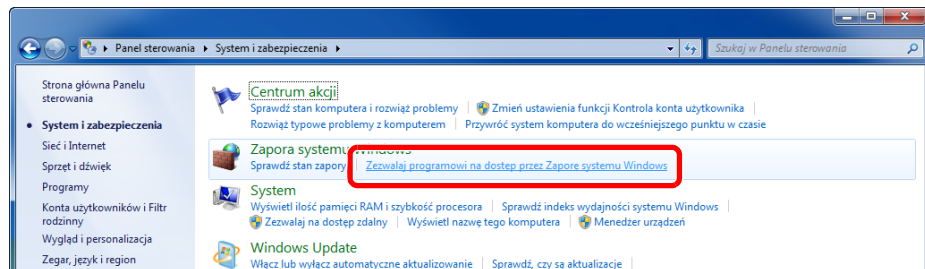 Panel sterowania ▸ System i zabezpieczenia ▸
Szukaj w Panelu sterowania
Strona główna Panelu
sterowania
System i zabezpieczenia
Sieć i Internet
Sprzęt i dźwięk
Programy
Konta użytkowników i Filtr
rodzinny
Wygląd i personalizacja
Zegar, język i region
Centrum akcji
Sprawdź stan komputera i rozwiąż problemy Zmień ustawienia funkcji Kontrola konta użytkownika
Rozwiąż typowe problemy z komputerem Przywróć system komputera do wcześniejszego punktu w czasie
Zapora systemu Windows
Sprawdź stan zapory Zezwalaj programowi na dostęp przez Zaporę systemu Windows
System
Wyświetl ilość pamięci RAM i szybkość procesora Sprawdź indeks wydajności systemu Windows
Zezwalaj na dostęp zdalny Wyświetl nazwę tego komputera Menedżer urządzeń
Windows Update
Włącz lub wyłącz automatyczne aktualizowanie Sprawdź, czy są aktualizacje